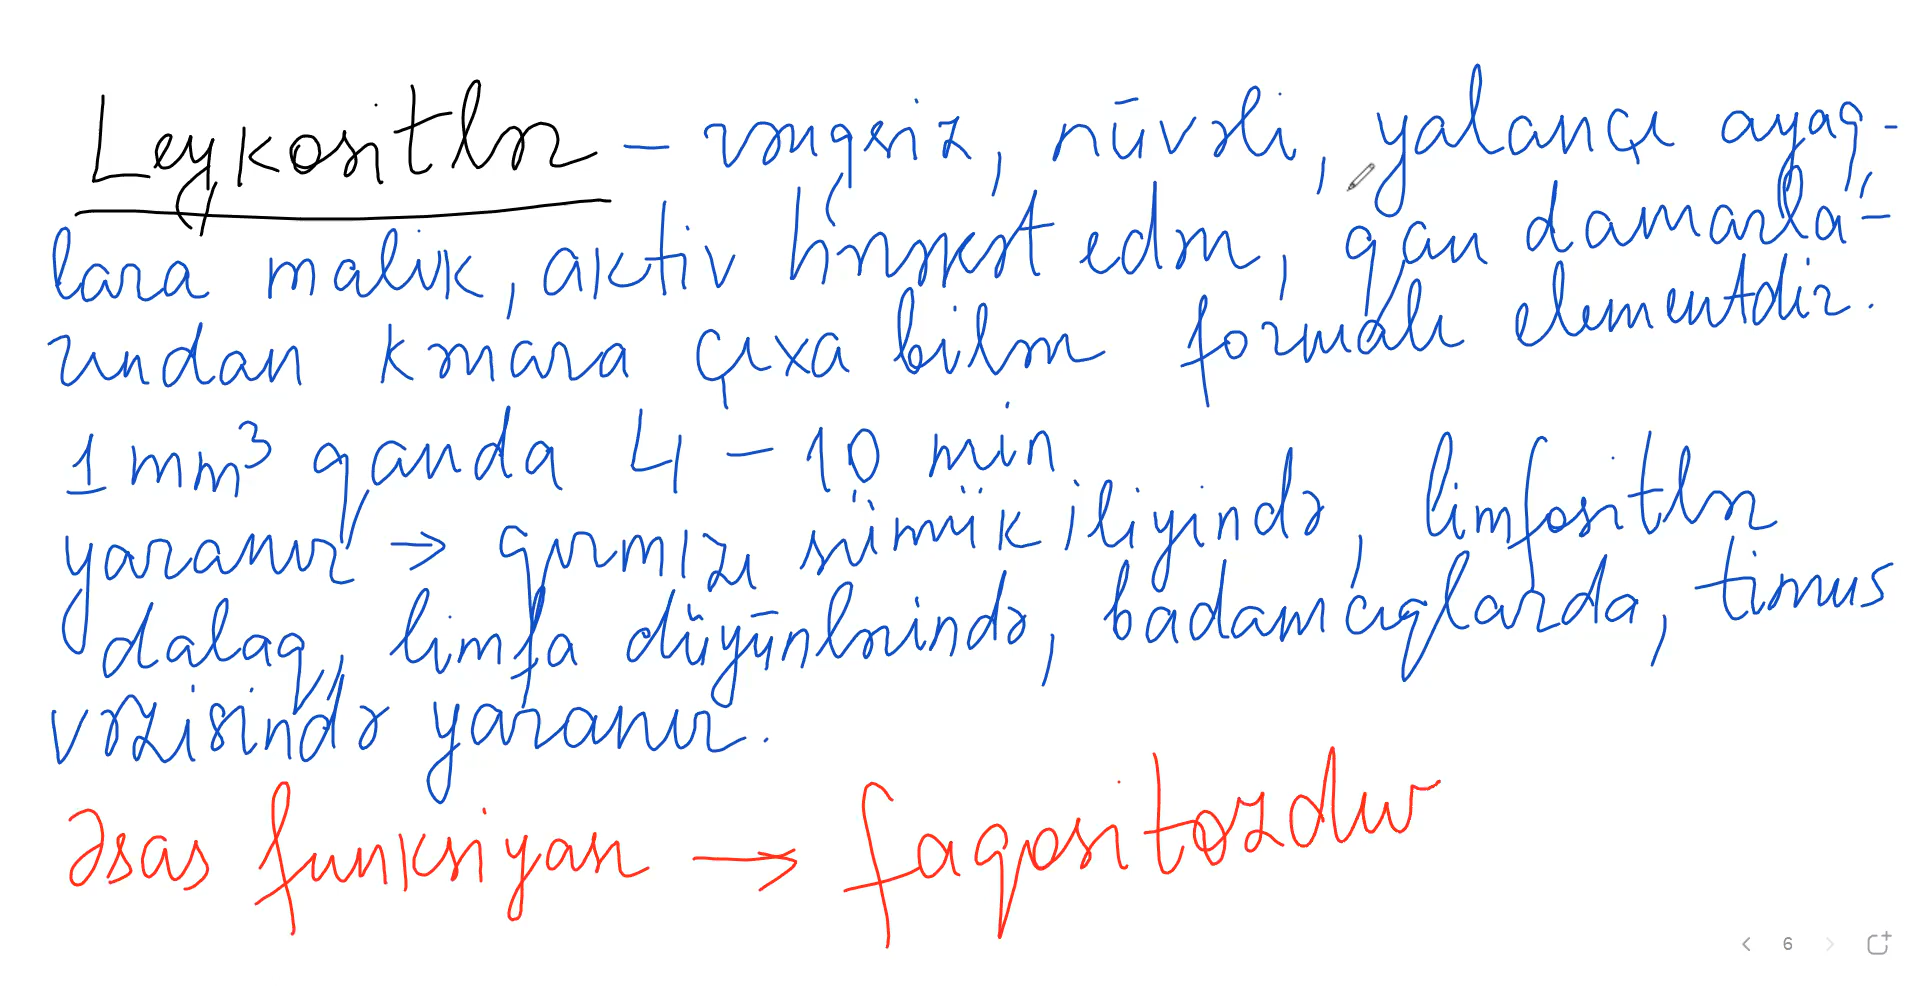 Leykositlər – rəngsiz, nüvəli, yalançı ayaq-
lara malik, aktiv hərəkət edən, qan damarla-
rından kənara çıxa bilən formalı elementdir.
1 mm³ qanda 4 – 10 min
yaranır → qırmızı sümük iliyində, limfositlər
dalaq, limfa düyünlərində, badamcıqlarda, timus
vəzisində yaranır.
Əsas funksiyası → faqositozdur
6